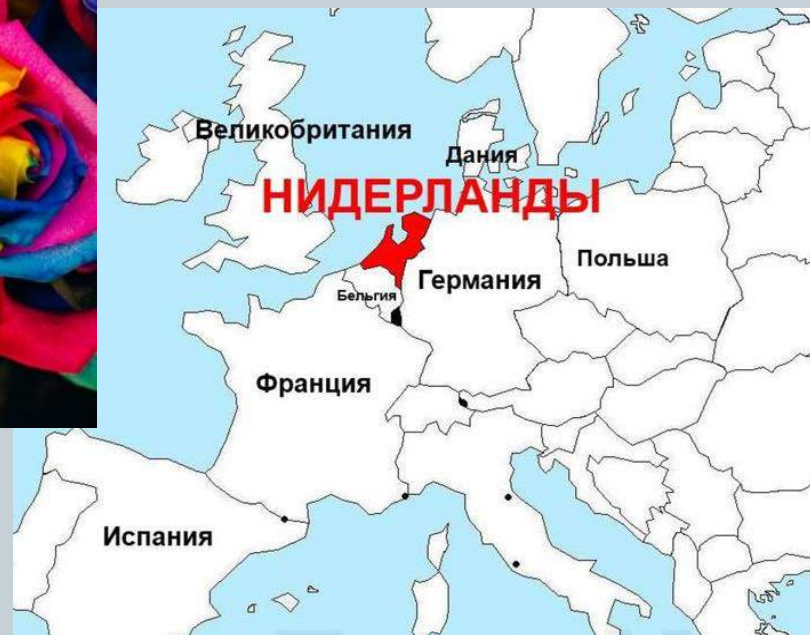 Великобритания
Дания
НИДЕРЛАНДЫ
Польша
Германия
Бельгия
Франция
Испания